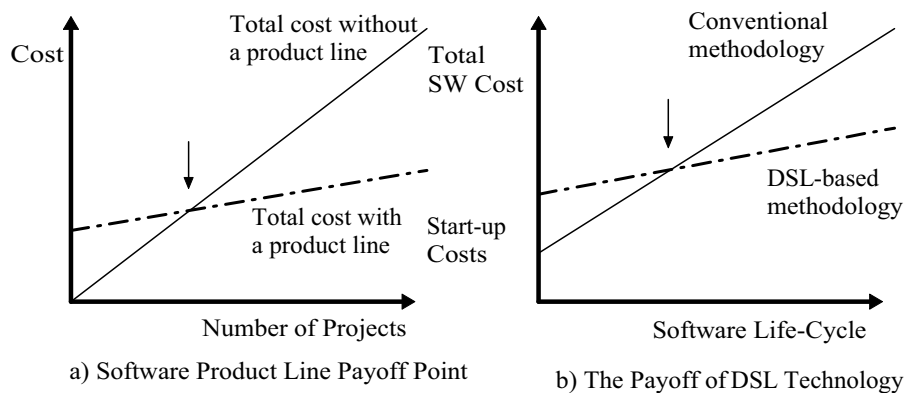 Cost
Total cost without
a product line
Total cost with
a product line
Number of Projects
a) Software Product Line Payoff Point
Total
SW Cost
Conventional
methodology
DSL-based
methodology
Start-up
Costs
Software Life-Cycle
b) The Payoff of DSL Technology